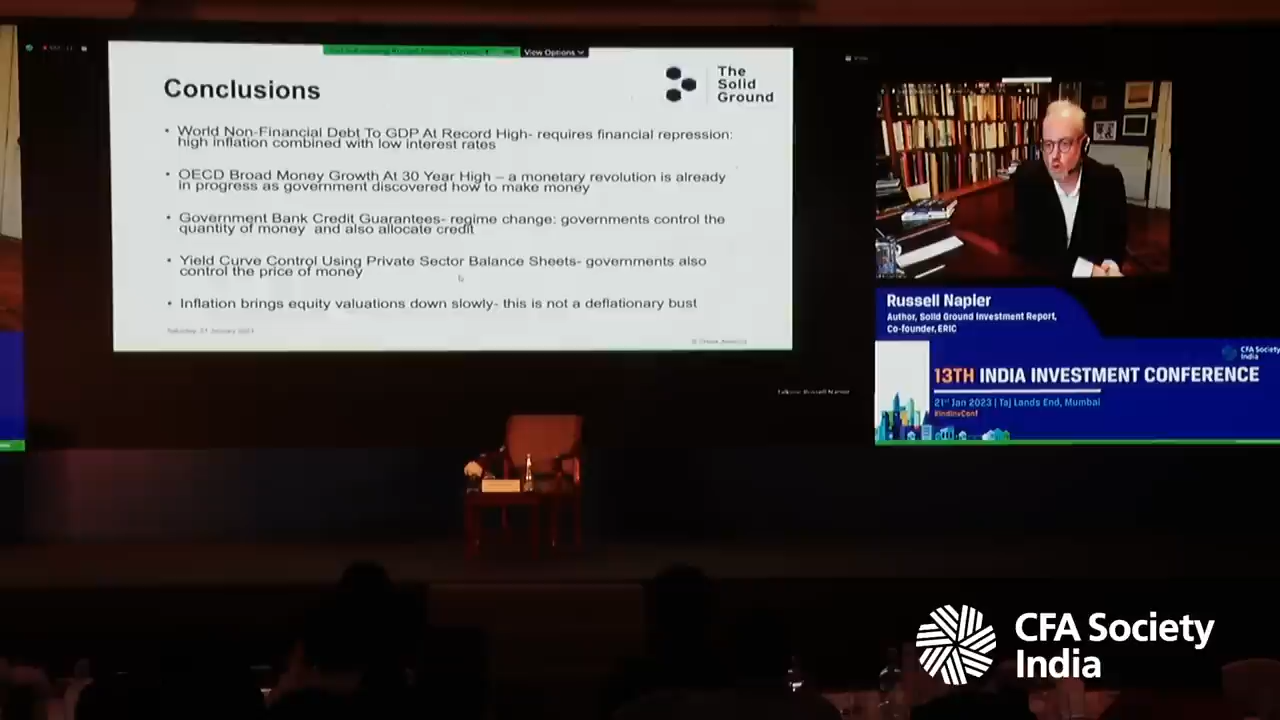 View Options
Conclusions
The
Solid
Ground
• World Non-Financial Debt To GDP At Record High- requires financial repression:
high inflation combined with low interest rates
• OECD Broad Money Growth At 30 Year High – a monetary revolution is already
in progress as government discovered how to make money
• Government Bank Credit Guarantees- regime change: governments control the
quantity of money and also allocate credit
• Yield Curve Control Using Private Sector Balance Sheets- governments also
control the price of money
• Inflation brings equity valuations down slowly- this is not a deflationary bust
Russell Napier
Author, Solid Ground Investment Report,
Co-founder, ERIC
CFA Society
India
13TH INDIA INVESTMENT CONFERENCE
21st Jan 2023 | Taj Lands End, Mumbai
#IndInvConf
Talking: Russell Napier
CFA Society
India